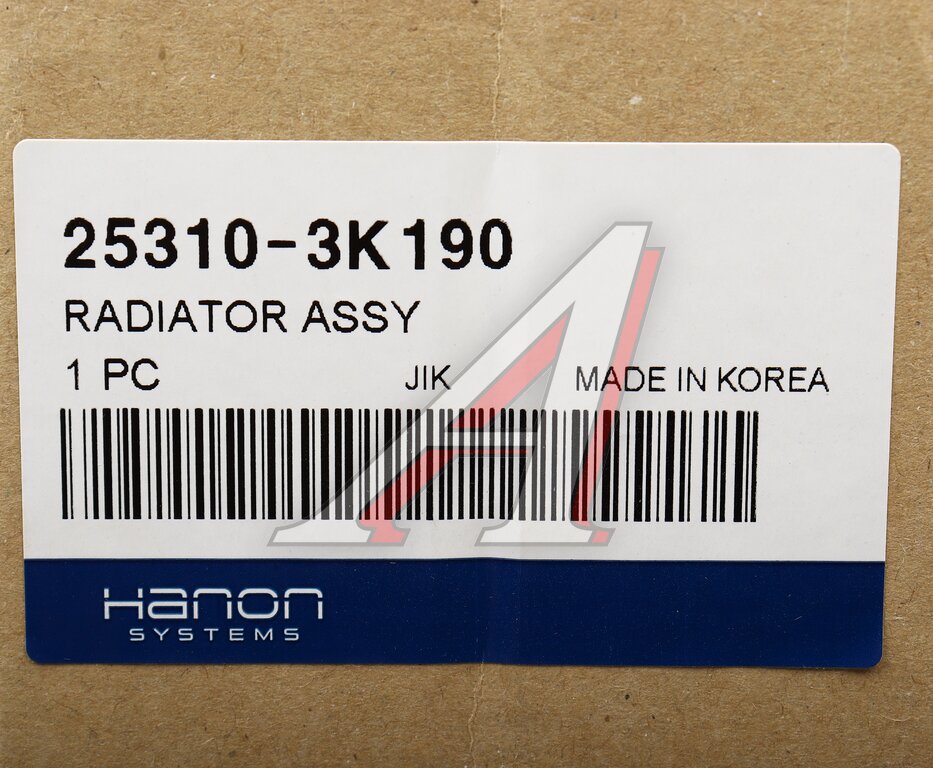 25310-3K190
RADIATOR ASSY
1 PC JIK MADE IN KOREA
Hanon
SYSTEMS